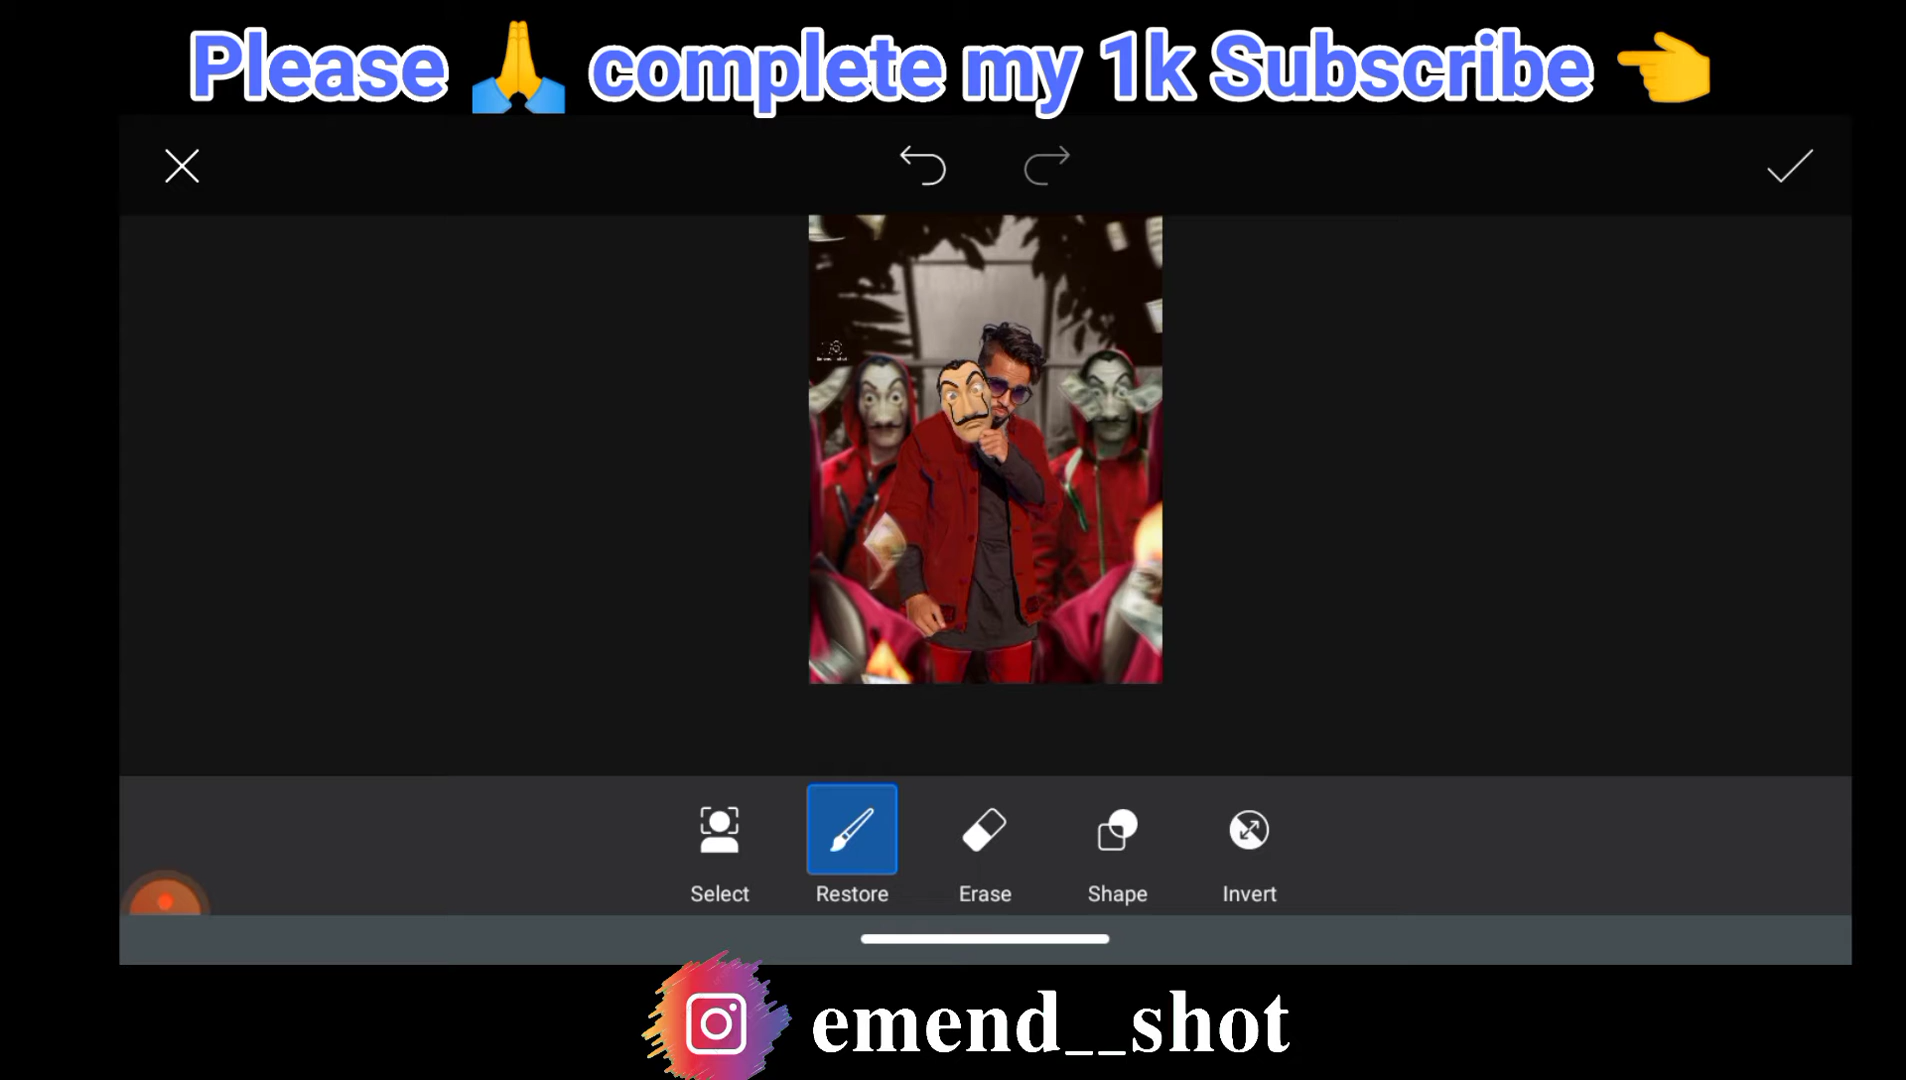 Please 🙏 complete my 1k Subscribe 👈
Select Restore Erase Shape Invert
emend__shot